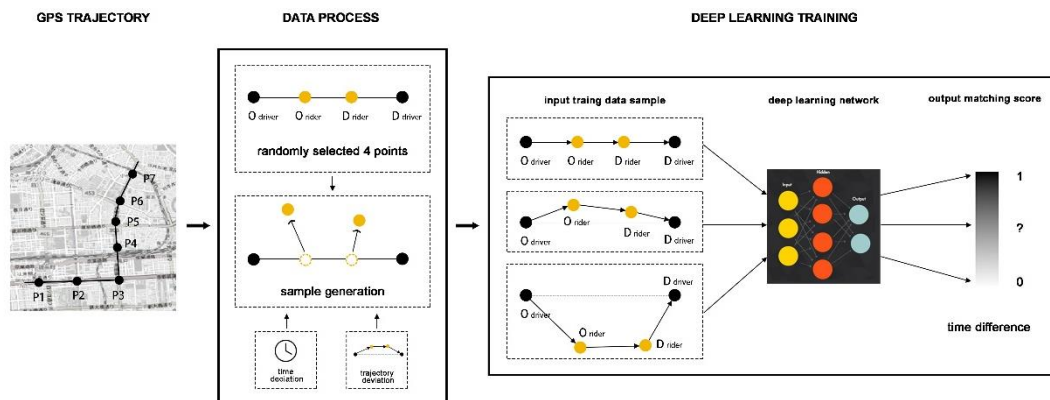 GPS TRAJECTORY
DATA PROCESS
DEEP LEARNING TRAINING
P7
P6
P5
P4
P1 P2 P3
O driver O rider D rider D driver
randomly selected 4 points
sample generation
time
deviation
trajectory
deviation
input traing data sample
deep learning network
output matching score
O driver O rider D rider D driver
O driver
O rider
D rider
D driver
D driver
O driver
O rider
D rider
Input
Hidden
Output
1
?
0
time difference